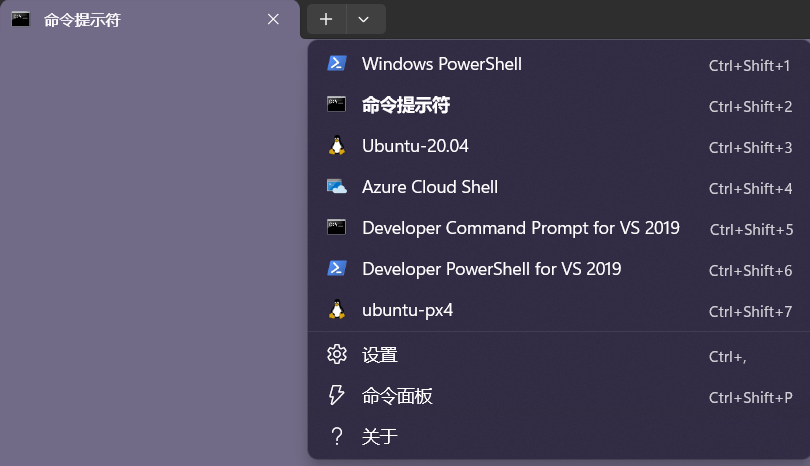 命令提示符
Windows PowerShell Ctrl+Shift+1
命令提示符 Ctrl+Shift+2
Ubuntu-20.04 Ctrl+Shift+3
Azure Cloud Shell Ctrl+Shift+4
Developer Command Prompt for VS 2019 Ctrl+Shift+5
Developer PowerShell for VS 2019 Ctrl+Shift+6
ubuntu-px4 Ctrl+Shift+7
设置 Ctrl+,
命令面板 Ctrl+Shift+P
关于